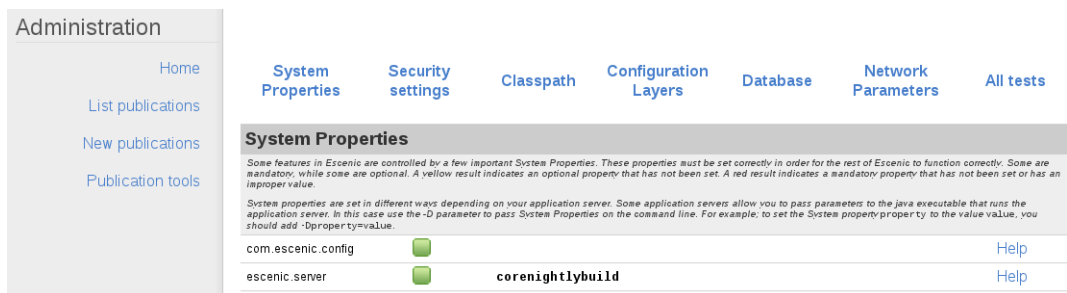 Administration
Home
List publications
New publications
Publication tools
System Properties
Security settings
Classpath
Configuration Layers
Database
Network Parameters
All tests
System Properties
Some features in Escenic are controlled by a few important System Properties. These properties must be set correctly in order for the rest of Escenic to function correctly. Some are
mandatory, while some are optional. A yellow result indicates an optional property that has not been set. A red result indicates a mandatory property that has not been set or has an
improper value.
System properties are set in different ways depending on your application server. Some application servers allow you to pass parameters to the java executable that runs the
application server. In this case use the -D parameter to pass System Properties on the command line. For example; to set the System property property to the value value, you
should add -Dproperty=value.
com.escenic.config Help
escenic.server corenightlybuild Help